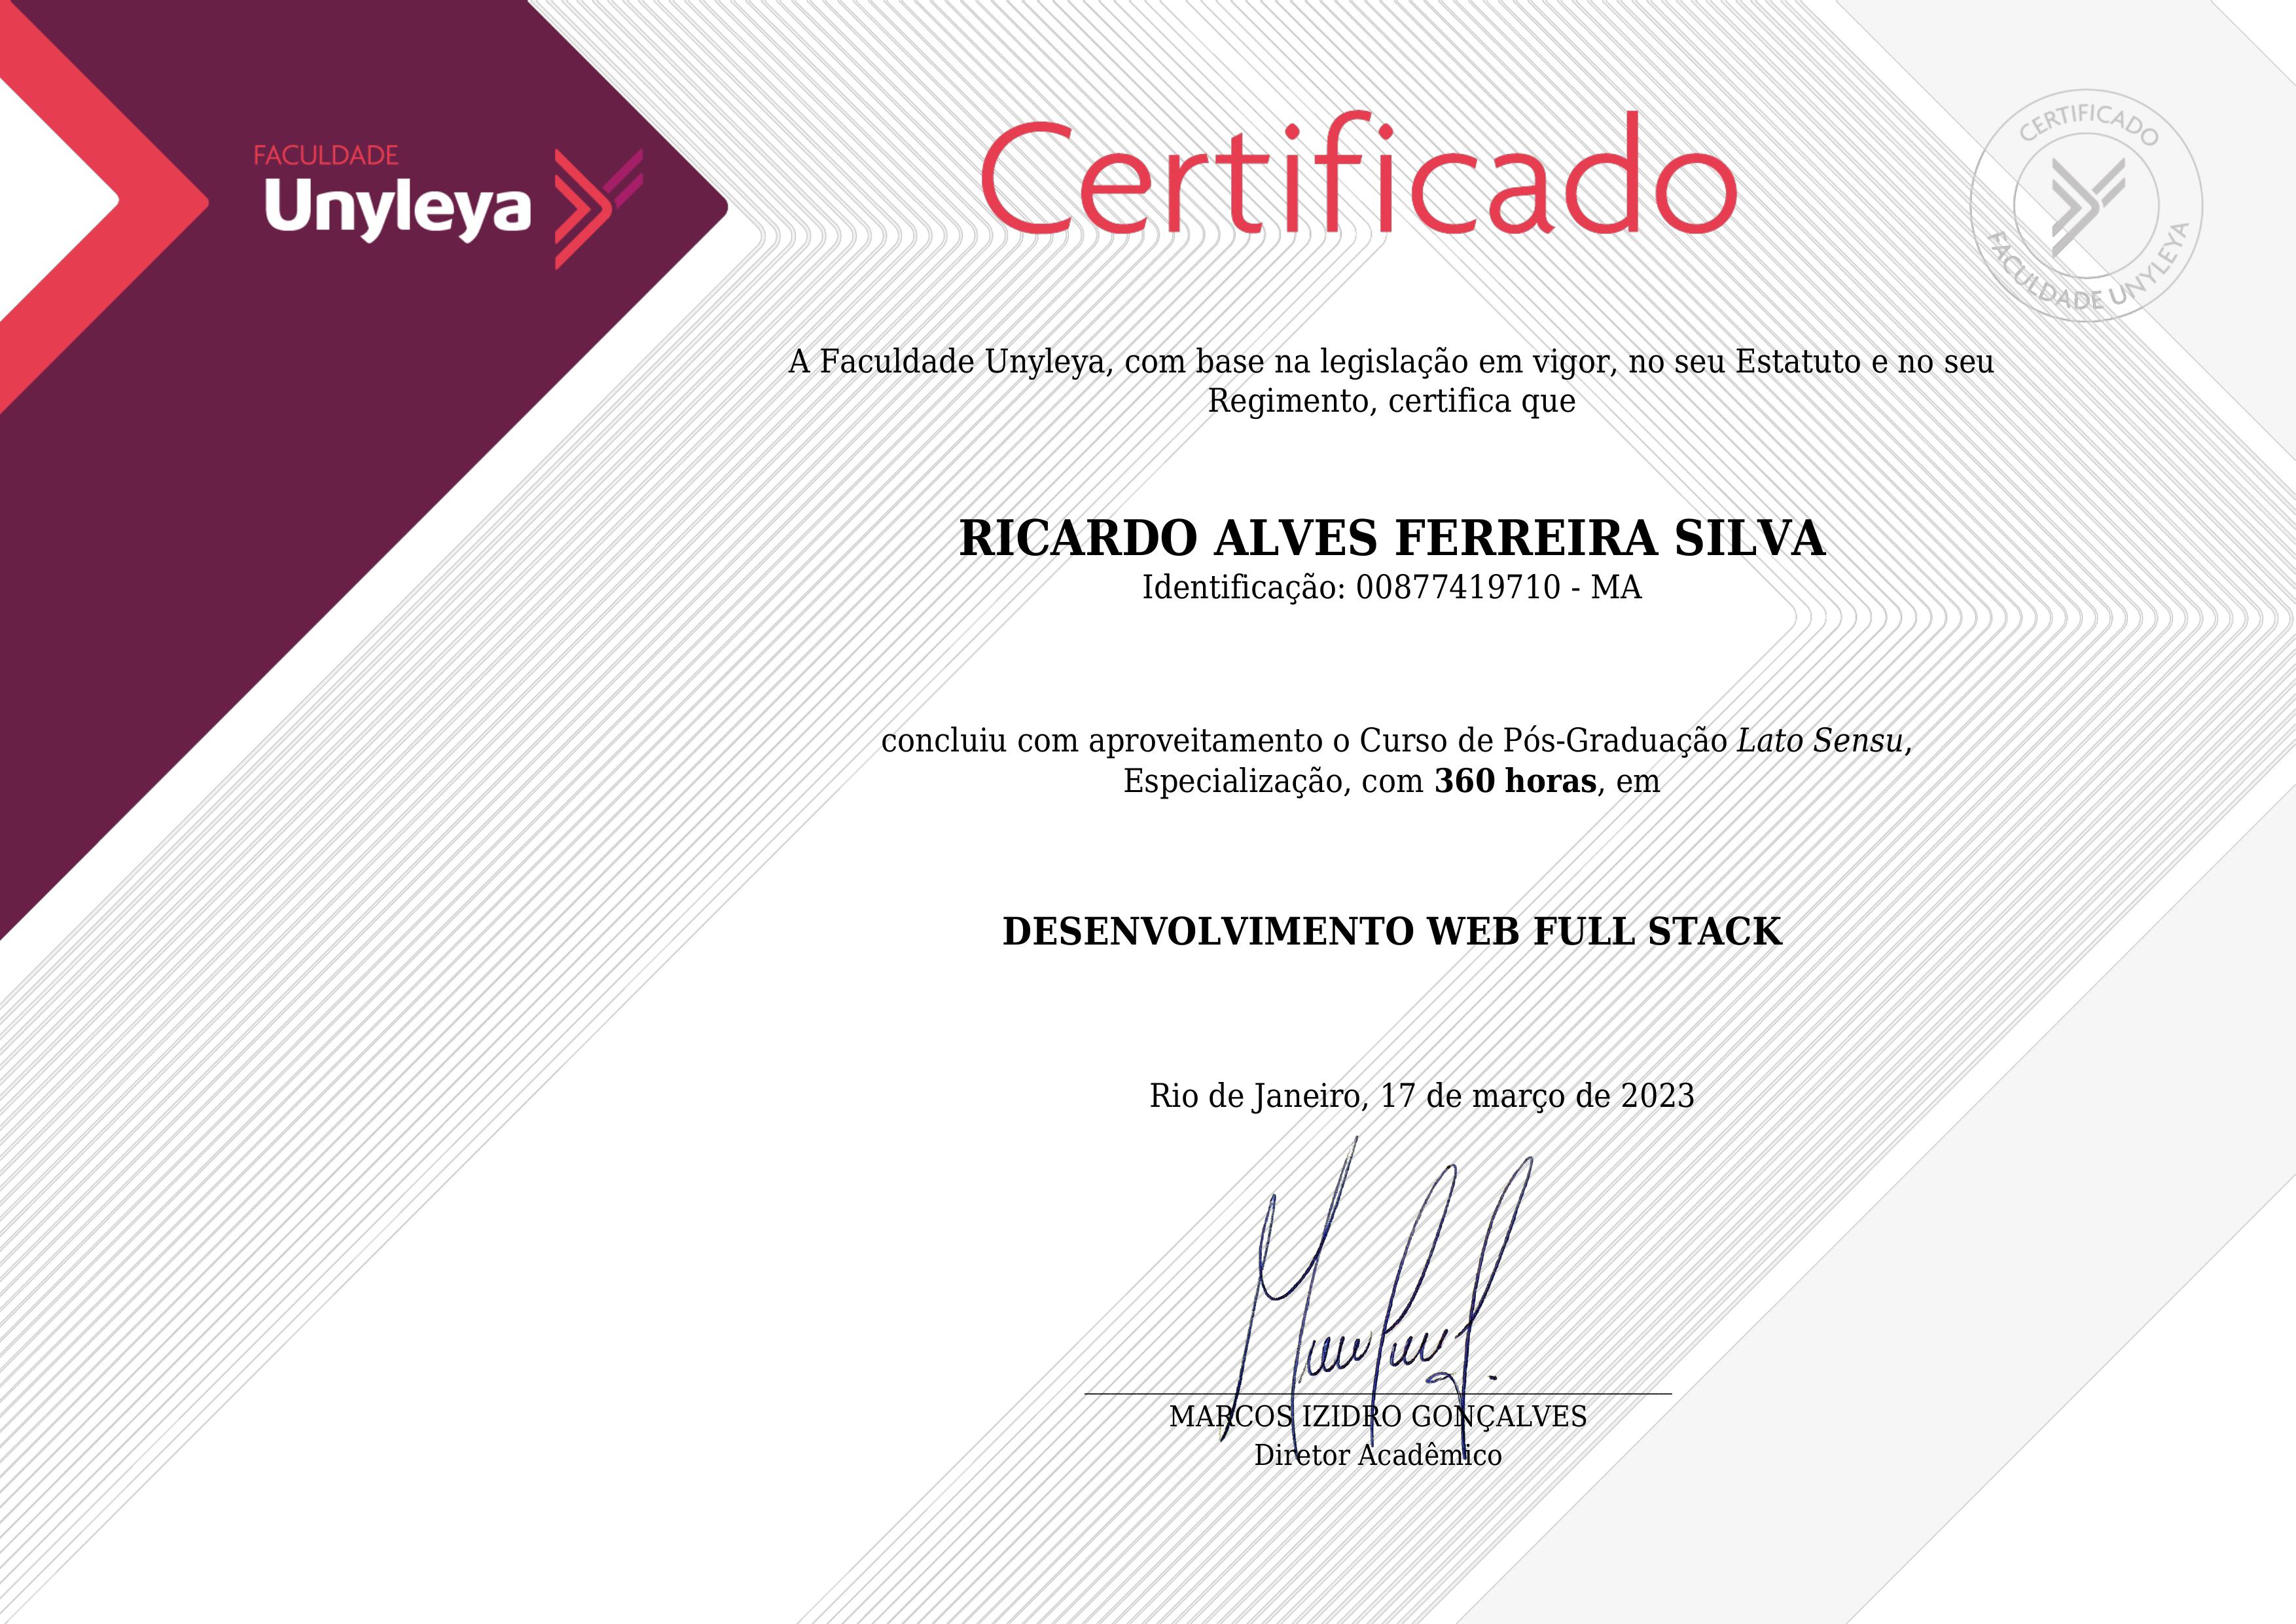 FACULDADE
Unyleya
Certificado
CERTIFICADO
FACULDADE UNYLEYA
A Faculdade Unyleya, com base na legislação em vigor, no seu Estatuto e no seu
Regimento, certifica que
RICARDO ALVES FERREIRA SILVA
Identificação: 00877419710 - MA
concluiu com aproveitamento o Curso de Pós-Graduação Lato Sensu,
Especialização, com 360 horas, em
DESENVOLVIMENTO WEB FULL STACK
Rio de Janeiro, 17 de março de 2023
MARCOS IZIDRO GONÇALVES
Diretor Acadêmico